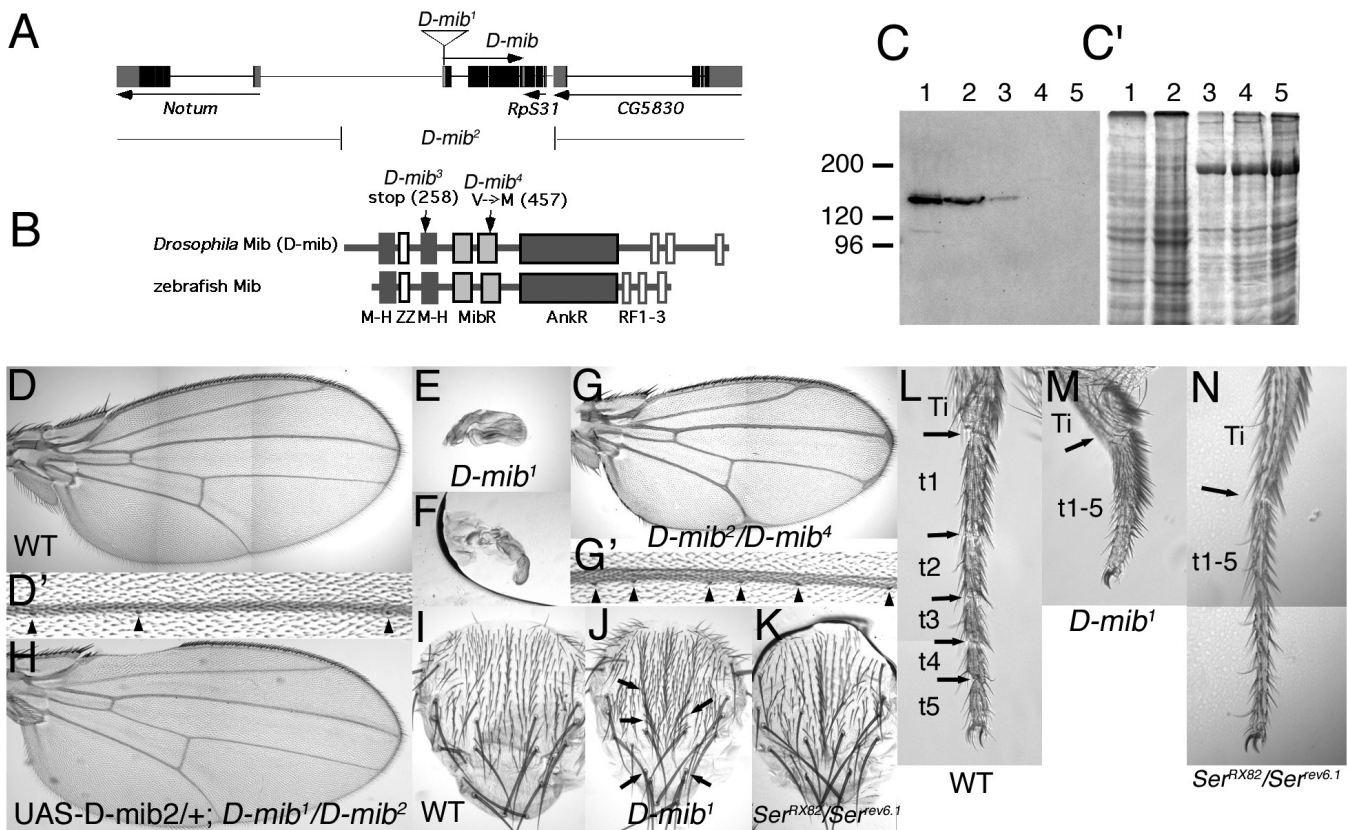 A
D-mib¹
D-mib
Notum
RpS31
CG5830
D-mib²
B
D-mib³
stop (258)
D-mib⁴
V->M (457)
Drosophila Mib (D-mib)
zebrafish Mib
M-H ZZ M-H MibR AnkR RF1-3
C
1 2 3 4 5
200
120
96
C'
1 2 3 4 5
D
WT
D'
E
D-mib¹
F
G
D-mib²/D-mib⁴
G'
H
UAS-D-mib2/+; D-mib¹/D-mib²
I
WT
J
D-mib¹
K
Ser^RX82/Ser^rev6.1
L
Ti
t1
t2
t3
t4
t5
WT
M
Ti
t1-5
D-mib¹
N
Ti
t1-5
Ser^RX82/Ser^rev6.1